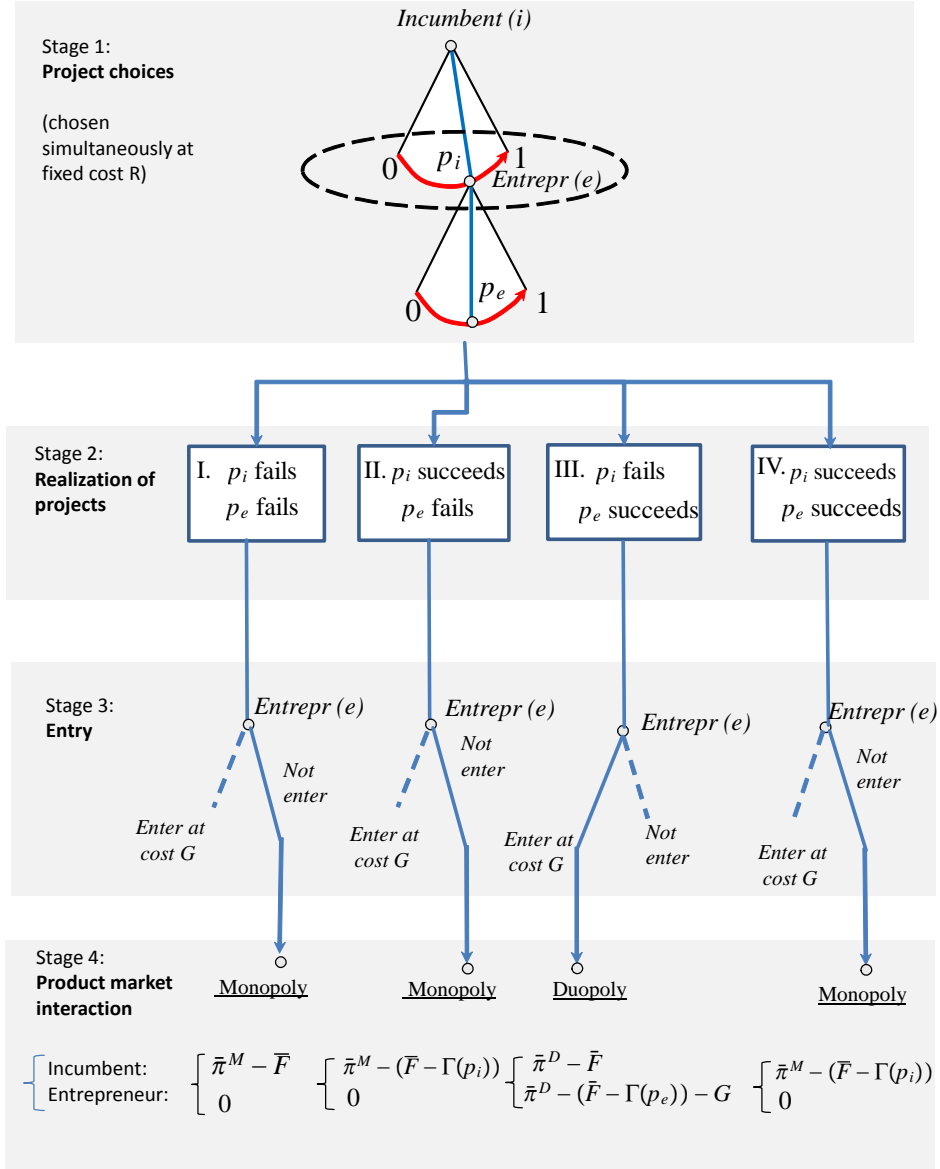 Incumbent (i)
Stage 1:
Project choices
(chosen
simultaneously at
fixed cost R)
0
p_i
1
Entrepr (e)
0
p_e
1
Stage 2:
Realization of
projects
I. p_i fails
p_e fails
II. p_i succeeds
p_e fails
III. p_i fails
p_e succeeds
IV. p_i succeeds
p_e succeeds
Stage 3:
Entry
Entrepr (e)
Not
enter
Enter at
cost G
Entrepr (e)
Not
enter
Enter at
cost G
Entrepr (e)
Enter at
cost G
Not
enter
Entrepr (e)
Not
enter
Enter at
cost G
Stage 4:
Product market
interaction
Monopoly
Monopoly
Duopoly
Monopoly
Incumbent:
Entrepreneur:
{ π̄^M − F̄
0
{ π̄^M − (F̄ − Γ(p_i))
0
{ π̄^D − F̄
π̄^D − (F̄ − Γ(p_e)) − G
{ π̄^M − (F̄ − Γ(p_i))
0